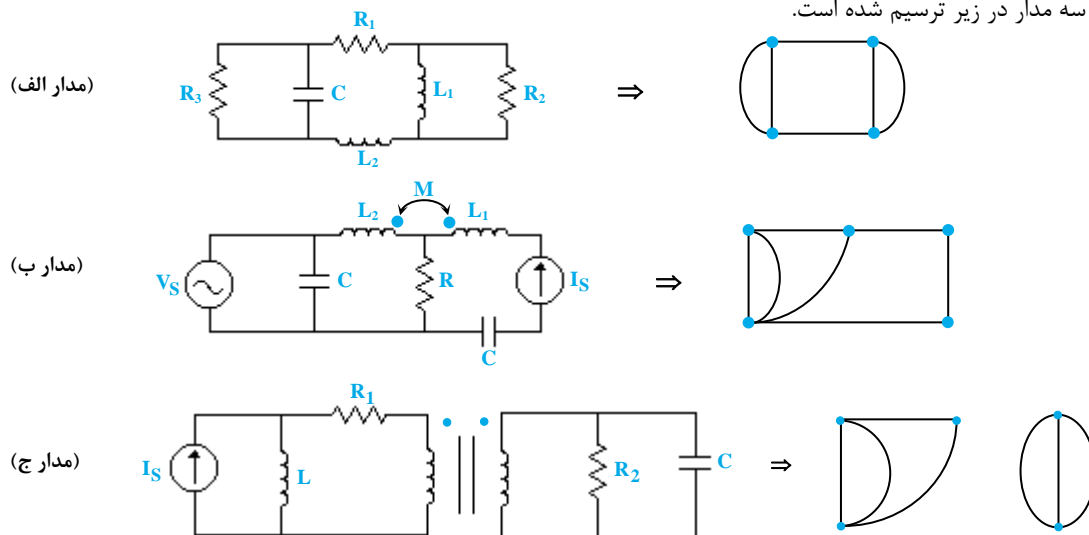 سه مدار در زیر ترسیم شده است.
(مدار الف)
R3 C R1 L1 R2 L2 ⇒
(مدار ب)
VS C L2 M L1 R IS C ⇒
(مدار ج)
IS L R1 R2 C ⇒